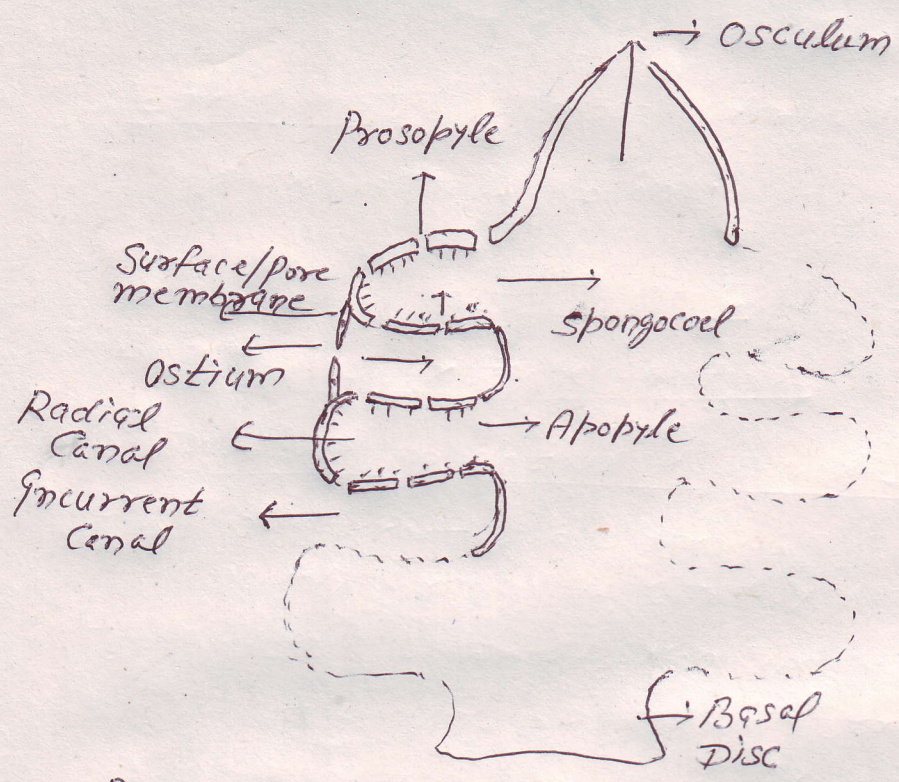 Osculum
Prosopyle
Surface/pore
membrane
Spongocoel
Ostium
Radial
Canal
Apopyle
Incurrent
Canal
Basal
Disc